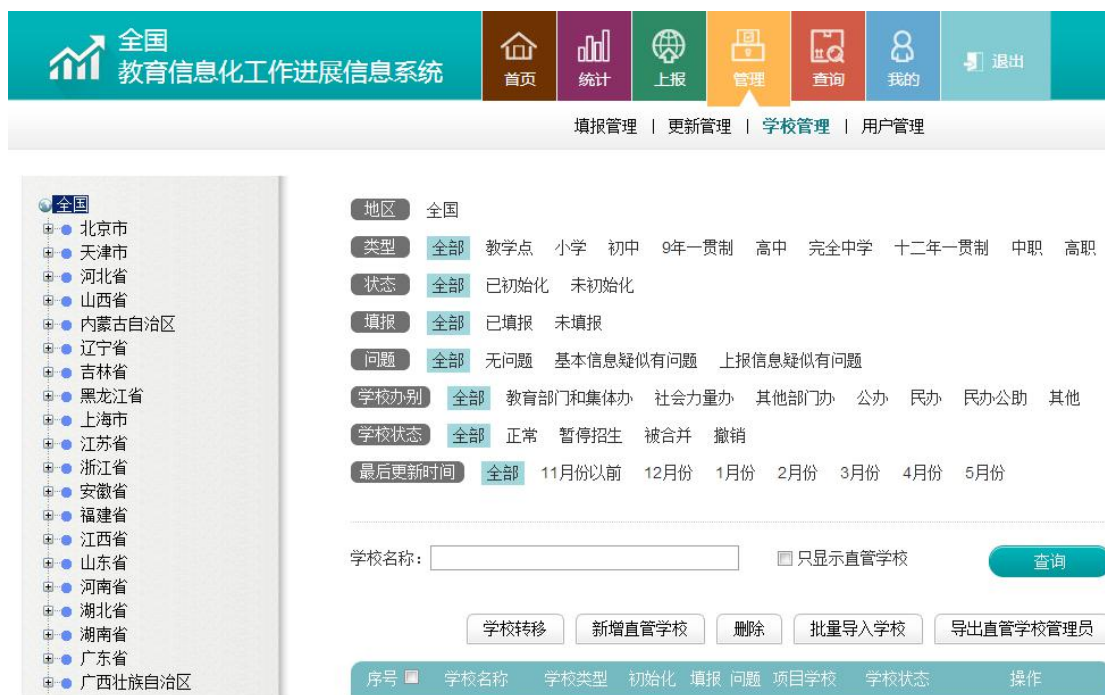 全国
教育信息化工作进展信息系统
首页 统计 上报 管理 查询 我的 退出
填报管理 | 更新管理 | 学校管理 | 用户管理
全国
北京市
天津市
河北省
山西省
内蒙古自治区
辽宁省
吉林省
黑龙江省
上海市
江苏省
浙江省
安徽省
福建省
江西省
山东省
河南省
湖北省
湖南省
广东省
广西壮族自治区
地区 全国
类型 全部 教学点 小学 初中 9年一贯制 高中 完全中学 十二年一贯制 中职 高职
状态 全部 已初始化 未初始化
填报 全部 已填报 未填报
问题 全部 无问题 基本信息疑似有问题 上报信息疑似有问题
学校办别 全部 教育部门和集体办 社会力量办 其他部门办 公办 民办 民办公助 其他
学校状态 全部 正常 暂停招生 被合并 撤销
最后更新时间 全部 11月份以前 12月份 1月份 2月份 3月份 4月份 5月份
学校名称: 只显示直管学校 查询
学校转移 新增直管学校 删除 批量导入学校 导出直管学校管理员
序号 学校名称 学校类型 初始化 填报 问题 项目学校 学校状态 操作